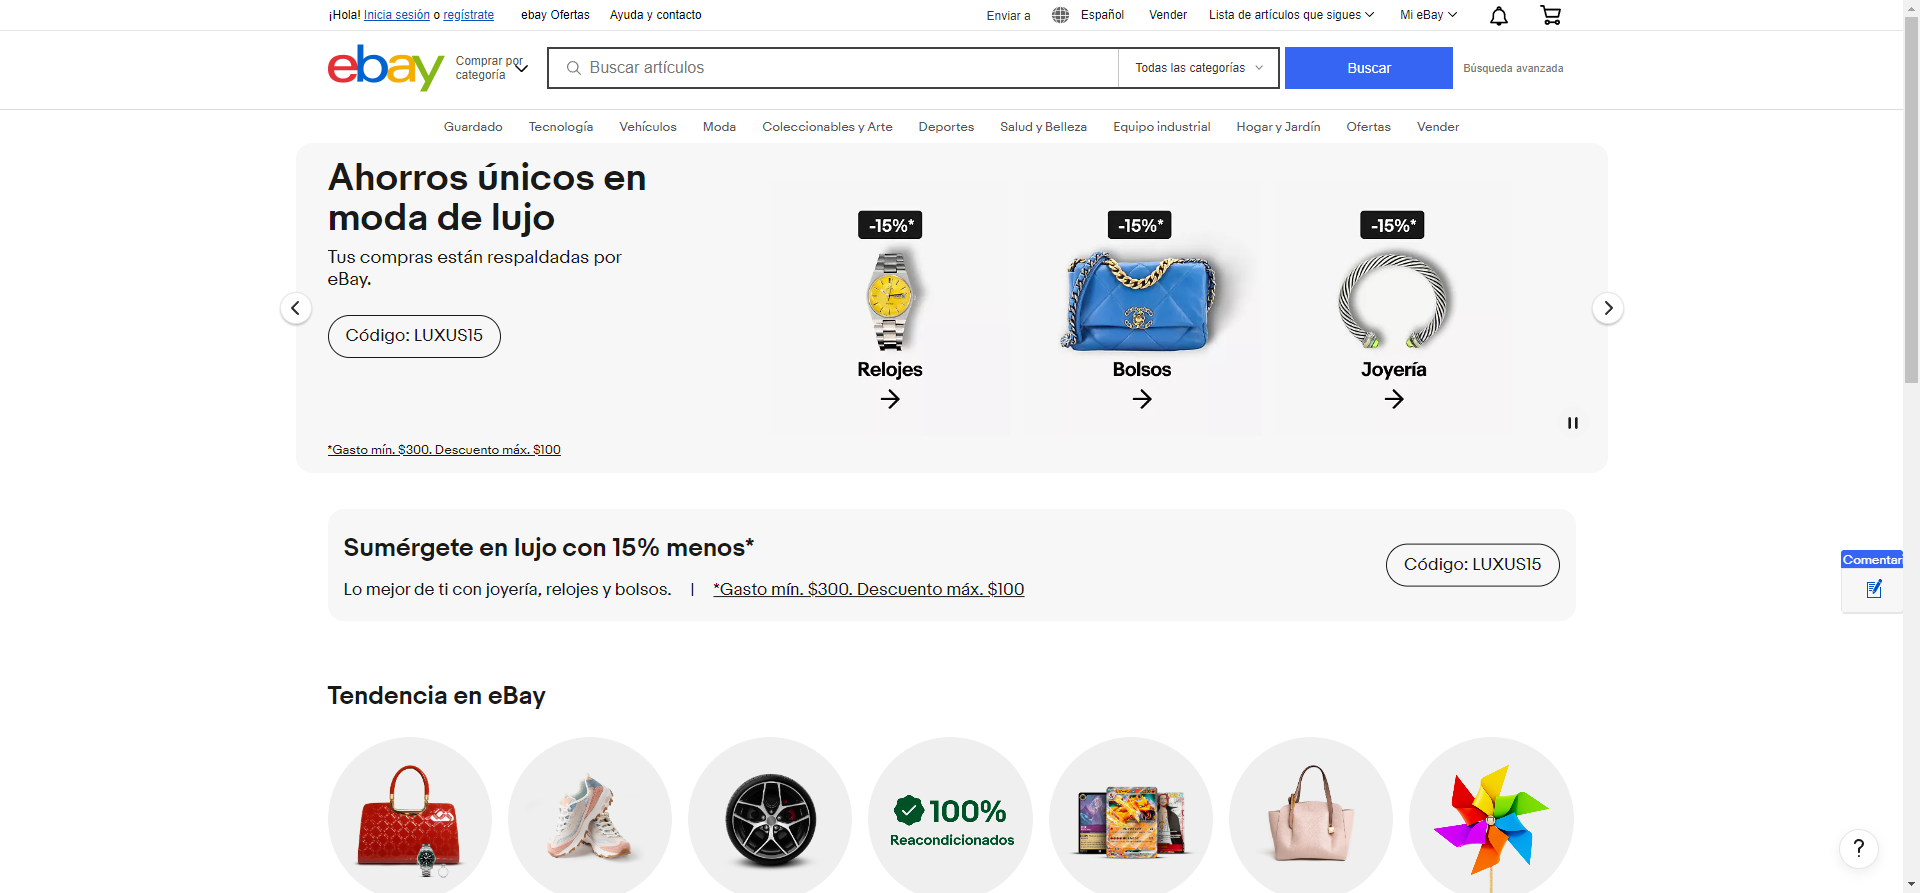 ¡Hola! Inicia sesión o regístrate
ebay Ofertas
Ayuda y contacto
Enviar a
Español
Vender
Lista de artículos que sigues
Mi eBay
ebay
Comprar por
categoría
Buscar artículos
Todas las categorías
Buscar
Búsqueda avanzada
Guardado
Tecnología
Vehículos
Moda
Coleccionables y Arte
Deportes
Salud y Belleza
Equipo industrial
Hogar y Jardín
Ofertas
Vender
Ahorros únicos en
moda de lujo
Tus compras están respaldadas por
eBay.
Código: LUXUS15
*Gasto mín. $300. Descuento máx. $100
-15%*
Relojes
-15%*
Bolsos
-15%*
Joyería
Sumérgete en lujo con 15% menos*
Lo mejor de ti con joyería, relojes y bolsos. | *Gasto mín. $300. Descuento máx. $100
Código: LUXUS15
Comentari
Tendencia en eBay
100%
Reacondicionados
?